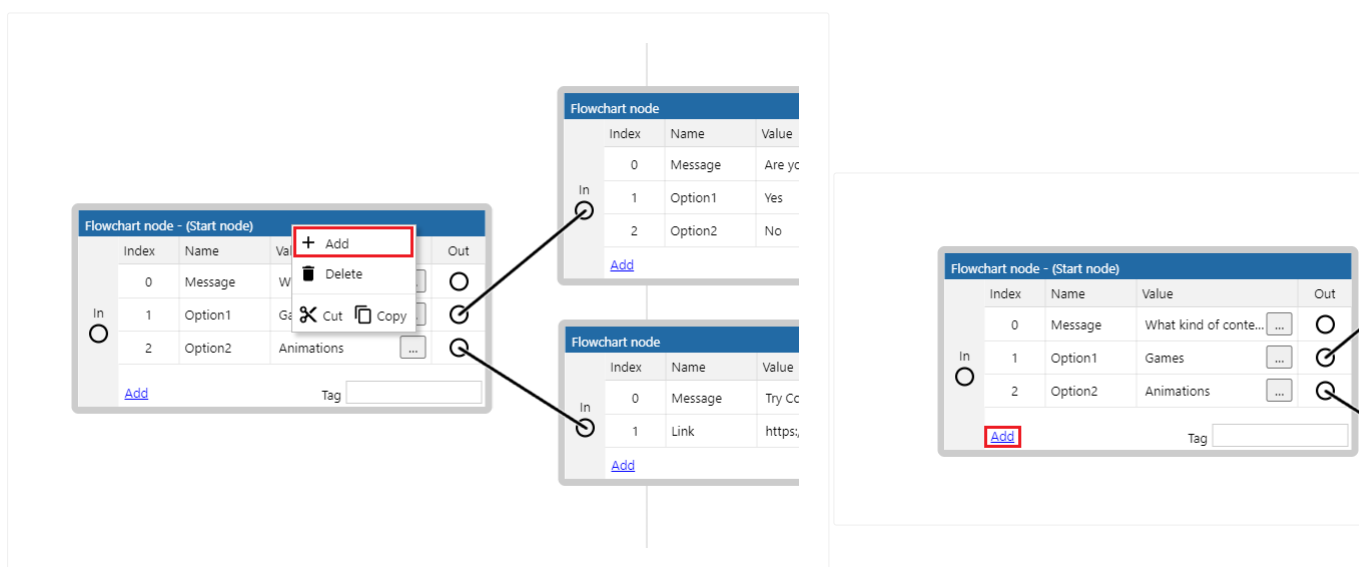 Flowchart node
Index Name Value
0 Message Are yo
In
1 Option1 Yes
2 Option2 No
Add
Flowchart node - (Start node)
Index Name Val Out
0 Message W
In
1 Option1 Ga
2 Option2 Animations ...
Add Tag
+ Add
Delete
Cut Copy
Flowchart node
Index Name Value
0 Message Try Co
In
1 Link https:/
Add
Flowchart node - (Start node)
Index Name Value Out
0 Message What kind of conte... ...
In
1 Option1 Games ...
2 Option2 Animations ...
Add Tag